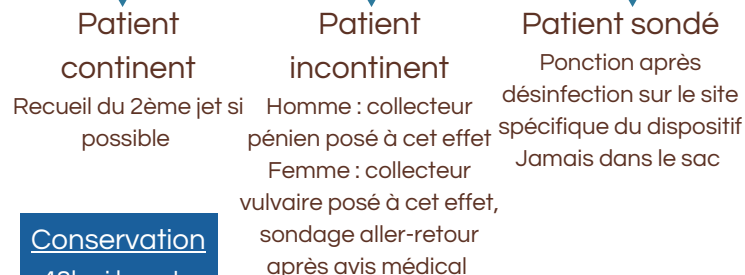 Patient
continent
Recueil du 2ème jet si
possible
Patient
incontinent
Homme : collecteur
pénien posé à cet effet
Femme : collecteur
vulvaire posé à cet effet,
sondage aller-retour
après avis médical
Patient sondé
Ponction après
désinfection sur le site
spécifique du dispositif
Jamais dans le sac
Conservation